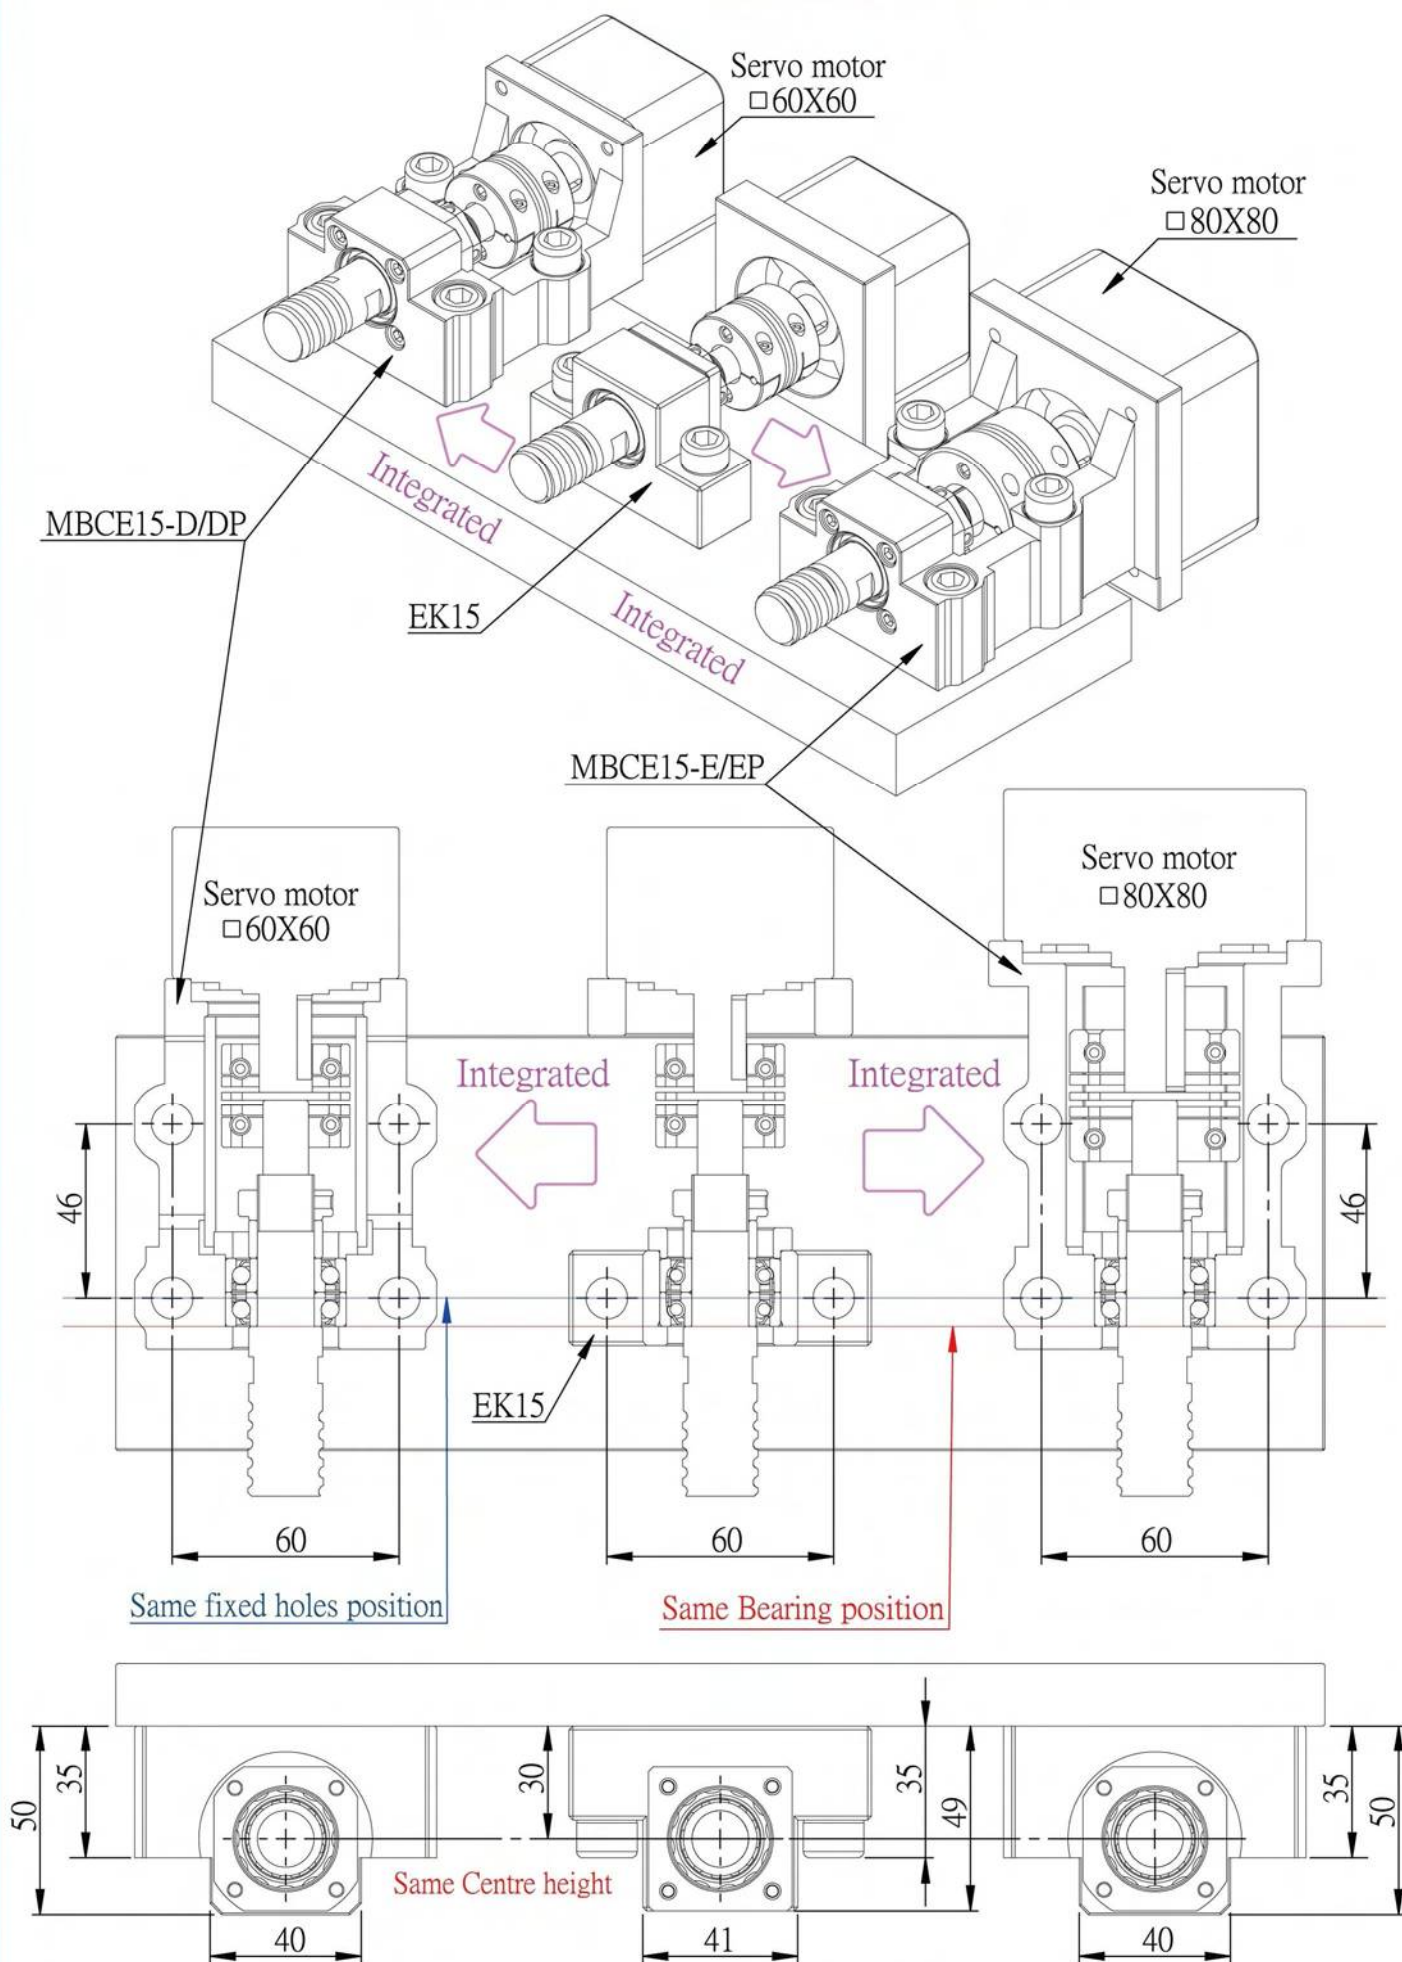 Servo motor
□60X60
Servo motor
□80X80
Integrated
MBCE15-D/DP
EK15
Integrated
MBCE15-E/EP
Servo motor
□60X60
Servo motor
□80X80
Integrated
Integrated
46
46
EK15
60
60
60
Same fixed holes position
Same Bearing position
50
35
30
35
49
35
50
Same Centre height
40
41
40